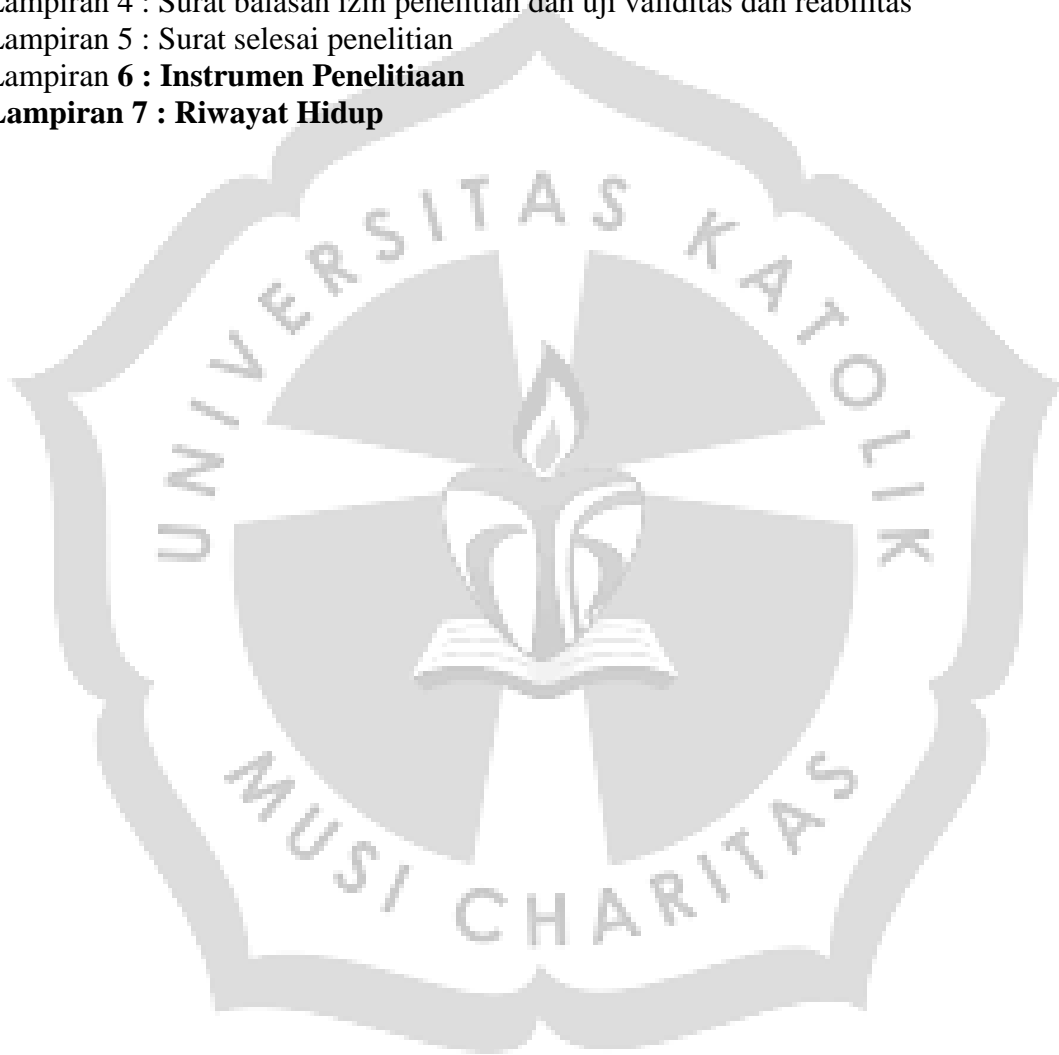 Lampiran 4 : Surat balasan izin penelitian dan uji validitas dan reabilitas
Lampiran 5 : Surat selesai penelitian
Lampiran 6 : Instrumen Penelitiaan
Lampiran 7 : Riwayat Hidup
UNIVERSITAS KATOLIK
MUSI CHARITAS